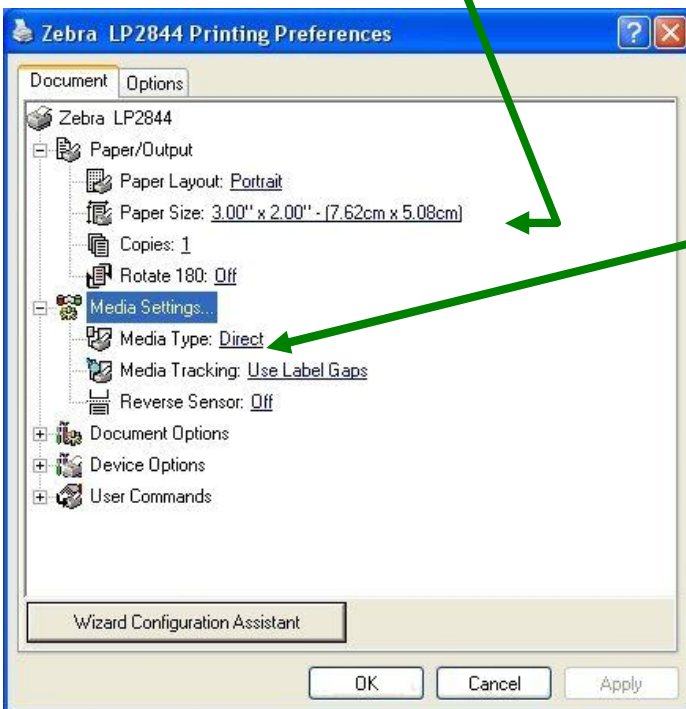 Zebra LP2844 Printing Preferences
Document Options
Zebra LP2844
Paper/Output
Paper Layout: Portrait
Paper Size: 3.00'' x 2.00'' - (7.62cm x 5.08cm)
Copies: 1
Rotate 180: Off
Media Settings...
Media Type: Direct
Media Tracking: Use Label Gaps
Reverse Sensor: Off
Document Options
Device Options
User Commands
Wizard Configuration Assistant
OK Cancel Apply